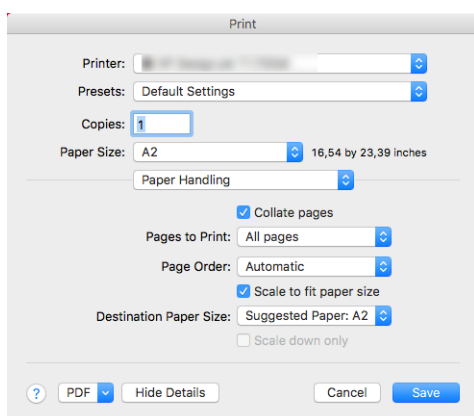 Print
Printer:
Presets: Default Settings
Copies: 1
Paper Size: A2 16,54 by 23,39 inches
Paper Handling
Collate pages
Pages to Print: All pages
Page Order: Automatic
Scale to fit paper size
Destination Paper Size: Suggested Paper: A2
Scale down only
? PDF Hide Details Cancel Save